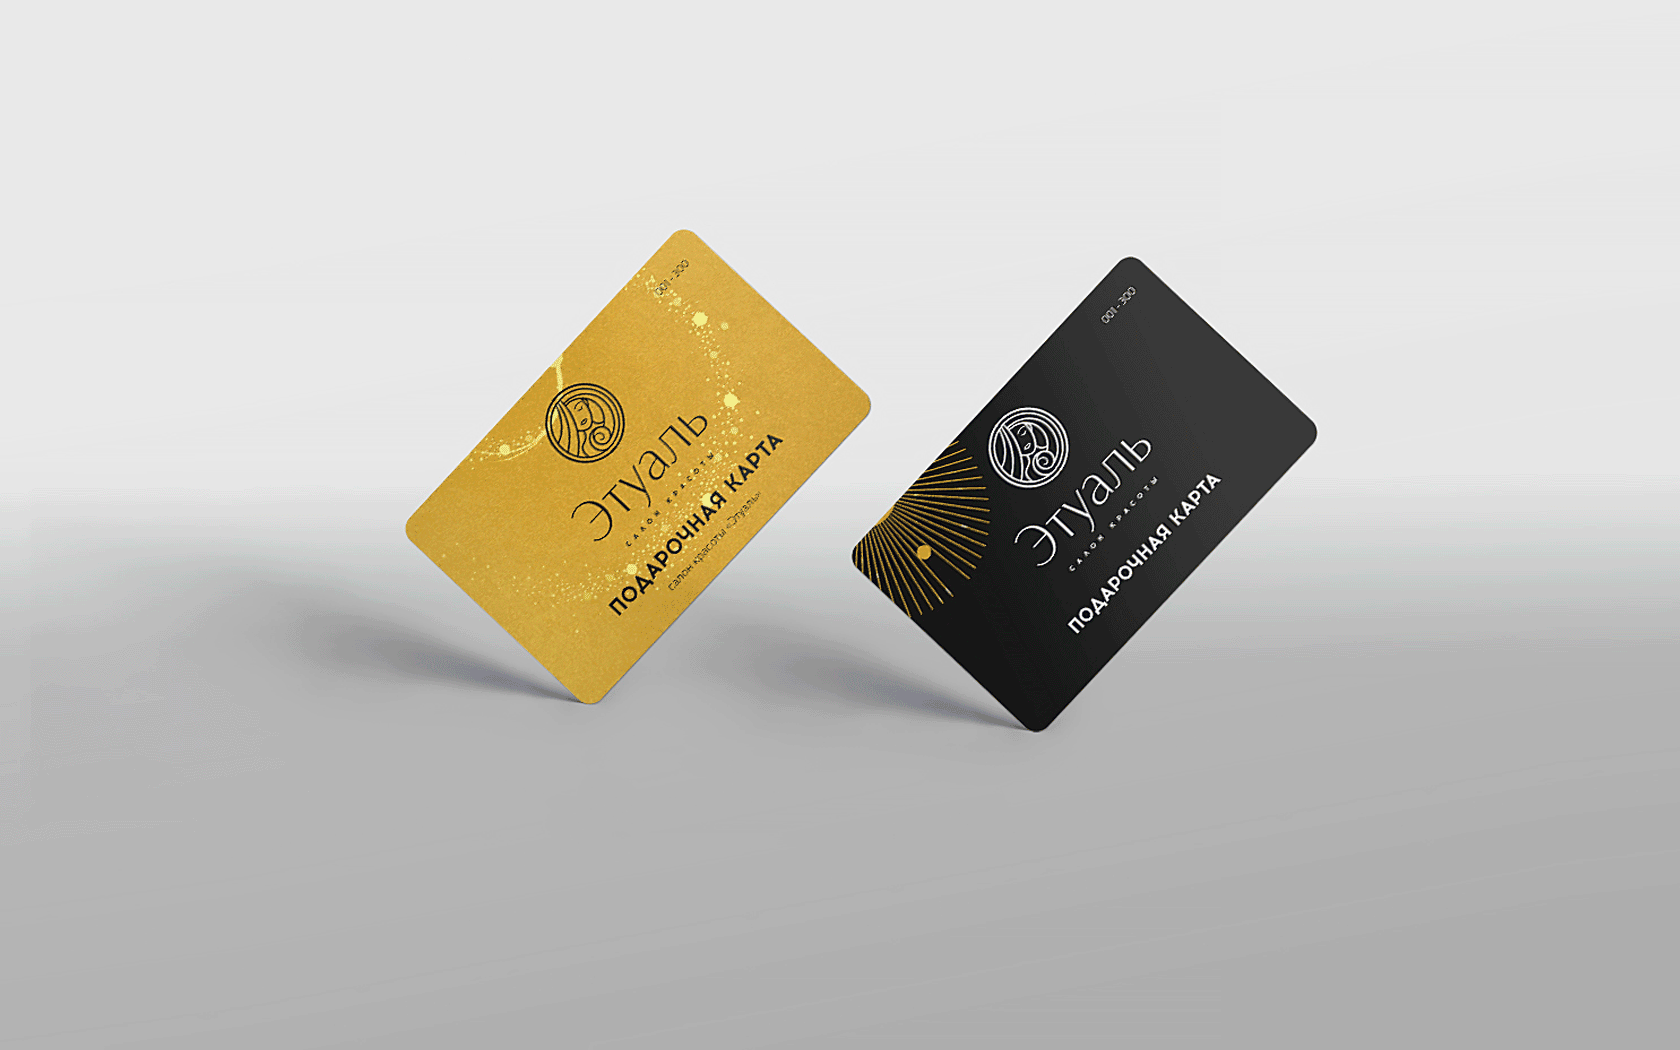 001 - 300
Этуаль
САЛОН КРАСОТЫ
ПОДАРОЧНАЯ КАРТА
салон красоты «Этуаль»
001 - 300
Этуаль
САЛОН КРАСОТЫ
ПОДАРОЧНАЯ КАРТА